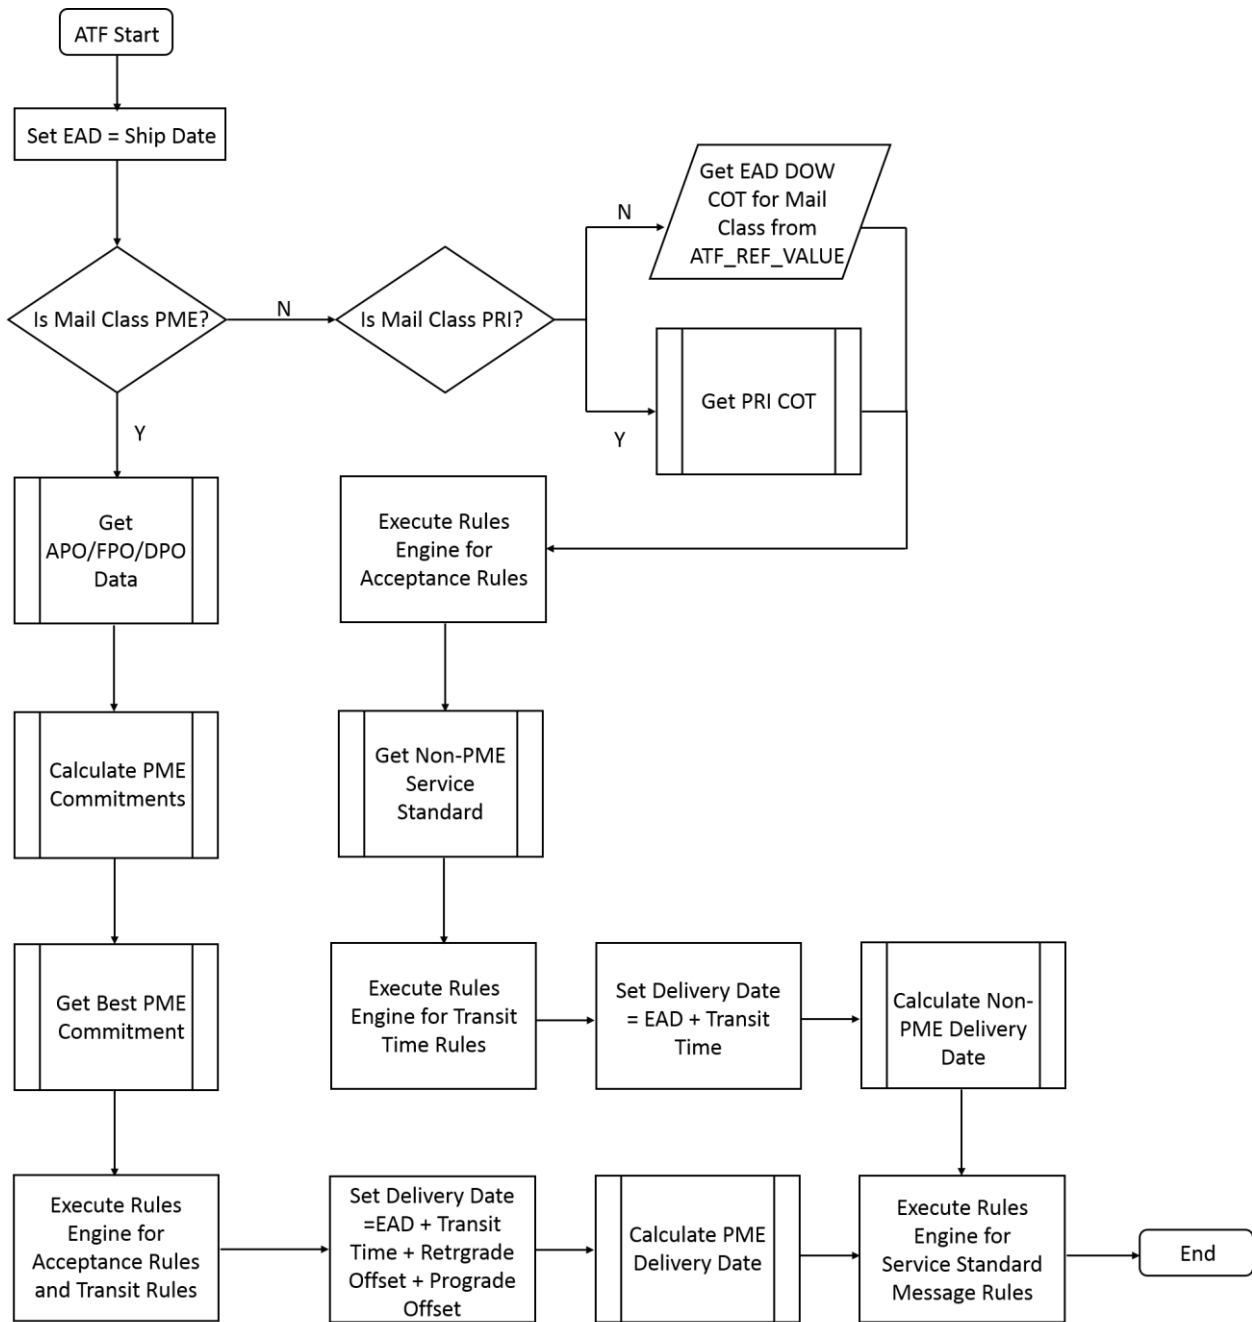 ATF Start
Set EAD = Ship Date
Is Mail Class PME?
N
Is Mail Class PRI?
N
Get EAD DOW
COT for Mail
Class from
ATF_REF_VALUE
Y
Get PRI COT
Y
Get
APO/FPO/DPO
Data
Execute Rules
Engine for
Acceptance Rules
Calculate PME
Commitments
Get Non-PME
Service
Standard
Get Best PME
Commitment
Execute Rules
Engine for Transit
Time Rules
Set Delivery Date
= EAD + Transit
Time
Calculate Non-
PME Delivery
Date
Execute Rules
Engine for
Acceptance Rules
and Transit Rules
Set Delivery Date
=EAD + Transit
Time + Retrgrade
Offset + Prograde
Offset
Calculate PME
Delivery Date
Execute Rules
Engine for
Service Standard
Message Rules
End